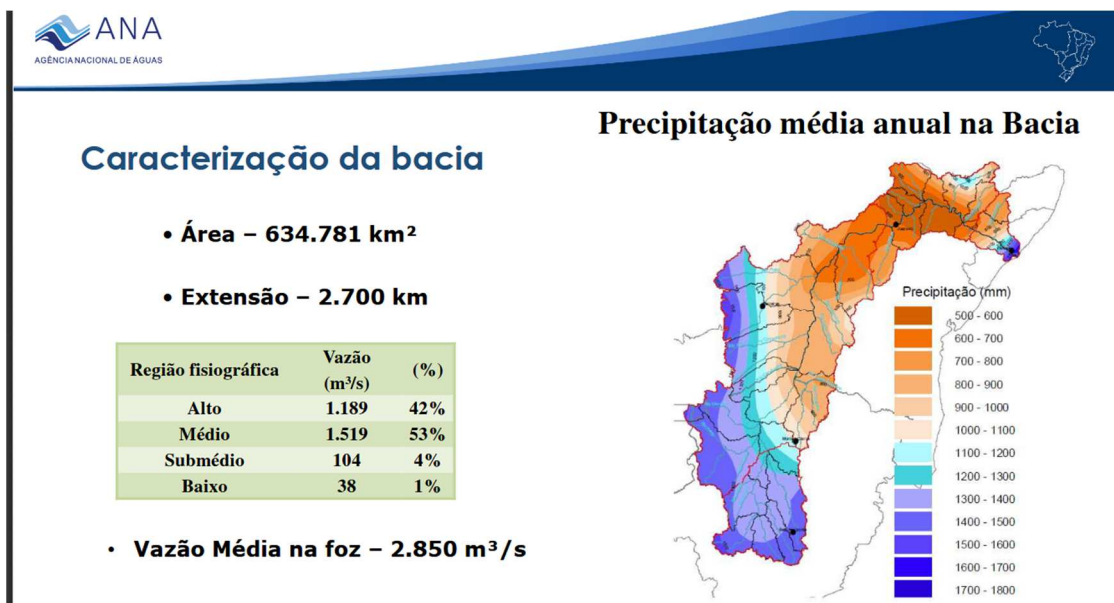 ANA
AGÊNCIA NACIONAL DE ÁGUAS
Caracterização da bacia
• Área – 634.781 km²
• Extensão – 2.700 km
Região fisiográfica Vazão (m³/s) (%)
Alto 1.189 42%
Médio 1.519 53%
Submédio 104 4%
Baixo 38 1%
• Vazão Média na foz – 2.850 m³/s
Precipitação média anual na Bacia
Precipitação (mm)
500 - 600
600 - 700
700 - 800
800 - 900
900 - 1000
1000 - 1100
1100 - 1200
1200 - 1300
1300 - 1400
1400 - 1500
1500 - 1600
1600 - 1700
1700 - 1800